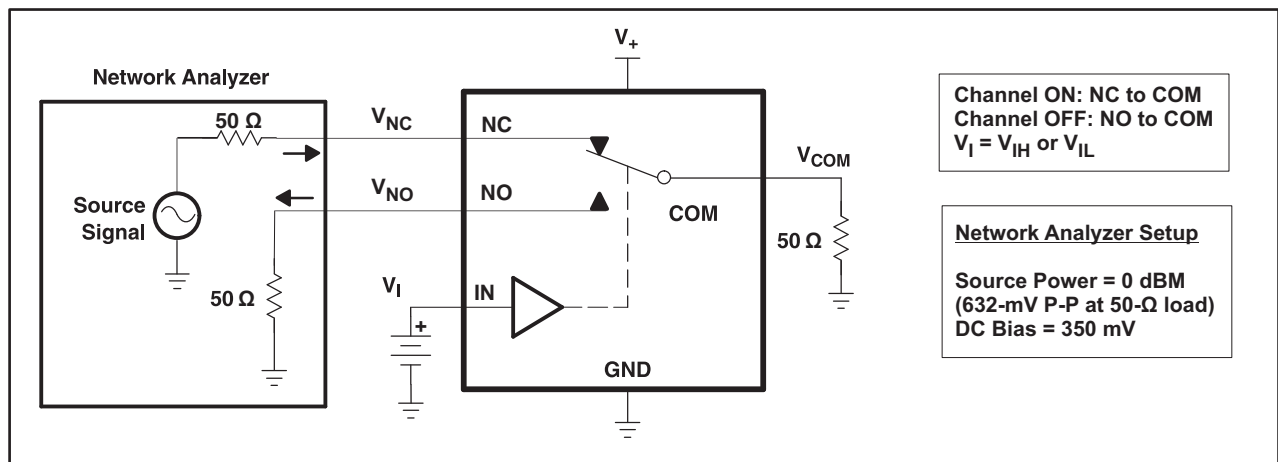 V+
Network Analyzer
50 Ω
VNC
NC
Channel ON: NC to COM
Channel OFF: NO to COM
VI = VIH or VIL
VCOM
VNO
NO
Source
Signal
COM
50 Ω
50 Ω
VI
IN
+
GND
Network Analyzer Setup
Source Power = 0 dBM
(632-mV P-P at 50-Ω load)
DC Bias = 350 mV